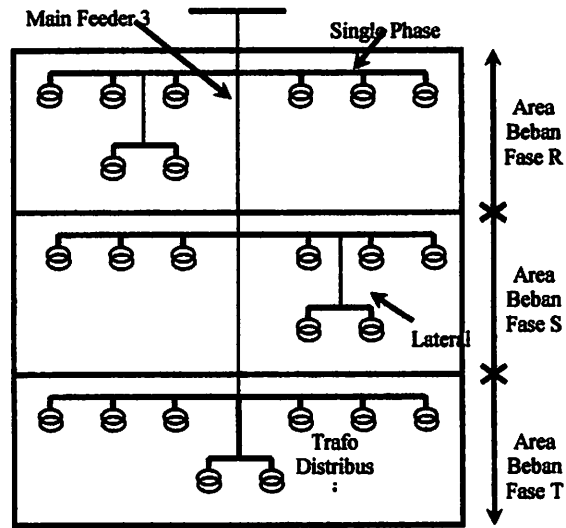 Main Feeder 3
Single Phase
Area
Beban
Fase R
Area
Beban
Fase S
Lateral
Trafo
Distribus
:
Area
Beban
Fase T